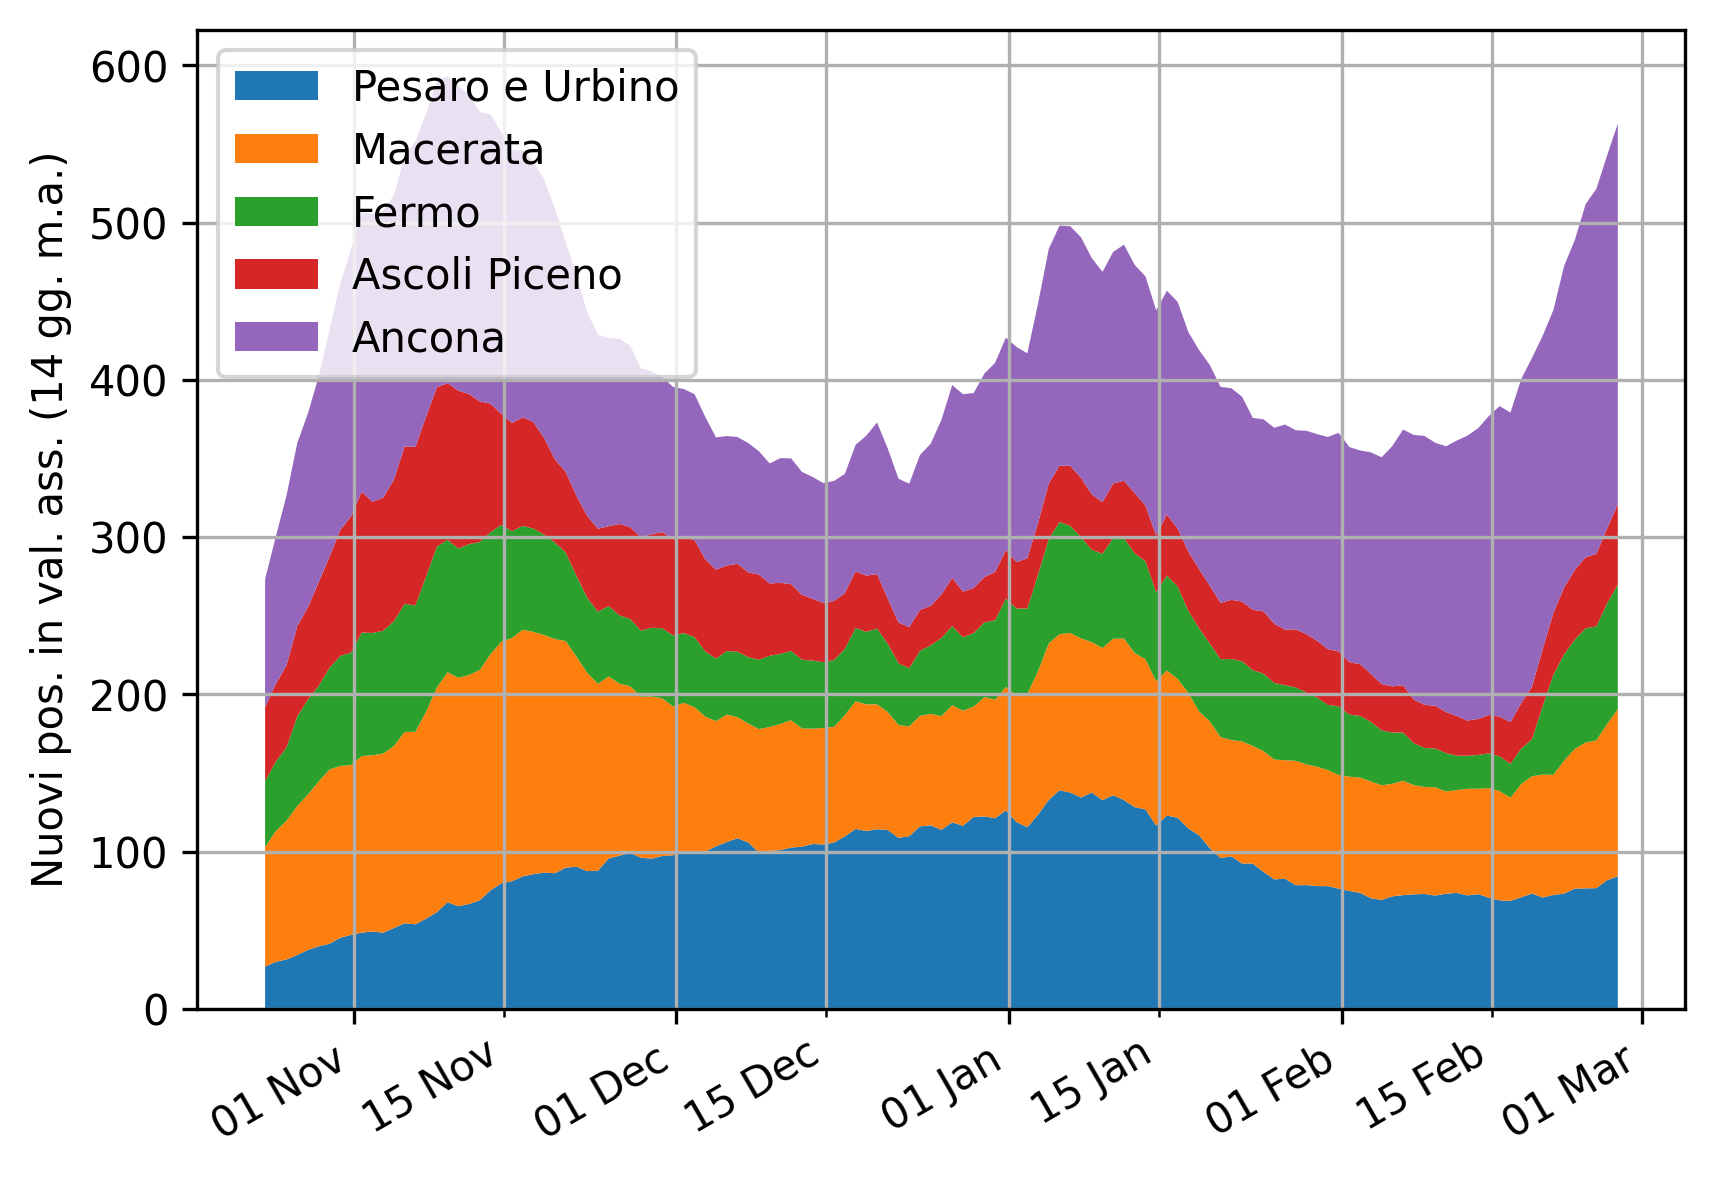 Nuovi pos. in val. ass. (14 gg. m.a.)
600
500
400
300
200
100
0
Pesaro e Urbino
Macerata
Fermo
Ascoli Piceno
Ancona
01 Nov
15 Nov
01 Dec
15 Dec
01 Jan
15 Jan
01 Feb
15 Feb
01 Mar